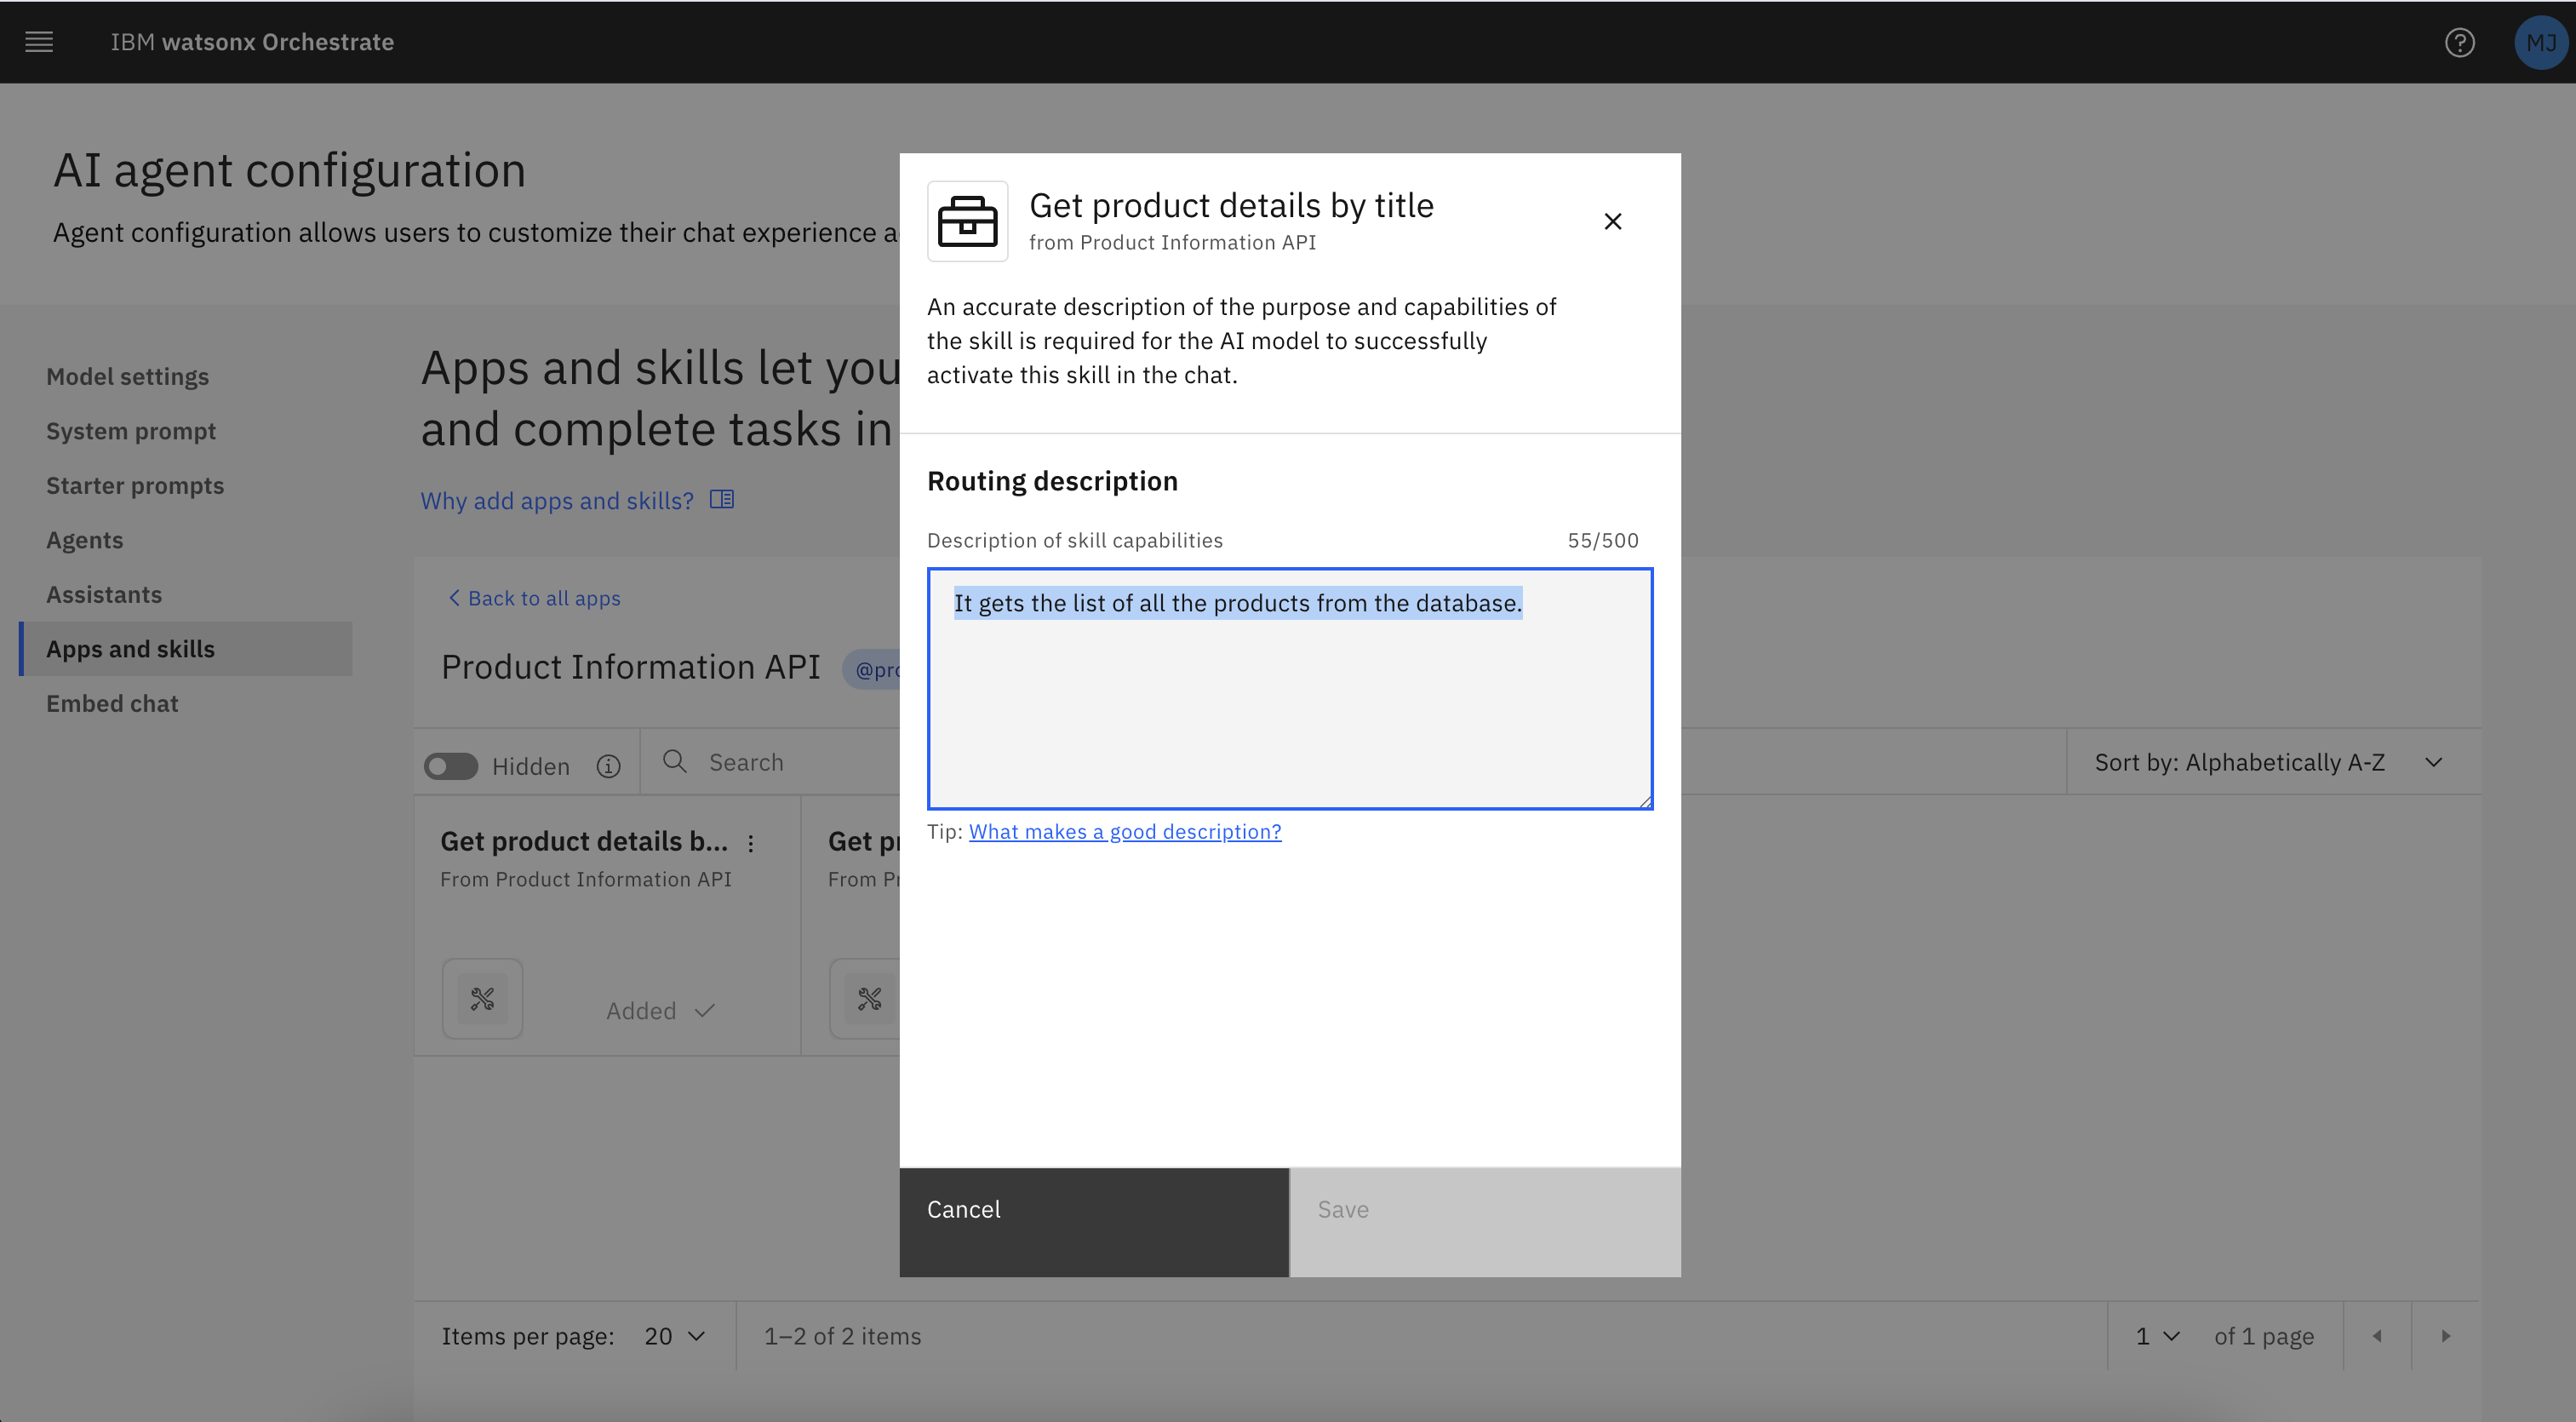 IBM watsonx Orchestrate
MJ
AI agent configuration
Agent configuration allows users to customize their chat experience
Model settings
System prompt
Starter prompts
Agents
Assistants
Apps and skills
Embed chat
Apps and skills let you
and complete tasks in
Why add apps and skills?
Back to all apps
Product Information API
Hidden
Search
Sort by: Alphabetically A-Z
Get product details b...
From Product Information API
Added
Get
From
Items per page: 20
1–2 of 2 items
1
of 1 page
Get product details by title
from Product Information API
An accurate description of the purpose and capabilities of
the skill is required for the AI model to successfully
activate this skill in the chat.
Routing description
Description of skill capabilities
55/500
It gets the list of all the products from the database.
Tip: What makes a good description?
Cancel
Save